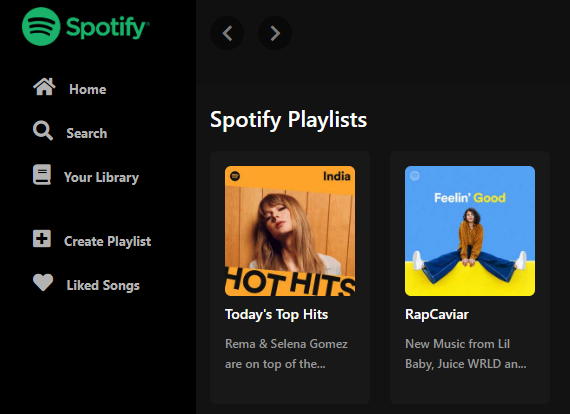 Spotify
Home
Search
Your Library
Create Playlist
Liked Songs
Spotify Playlists
India
HOT HITS
Today's Top Hits
Rema & Selena Gomez
are on top of the...
Feelin' Good
RapCaviar
New Music from Lil
Baby, Juice WRLD an...